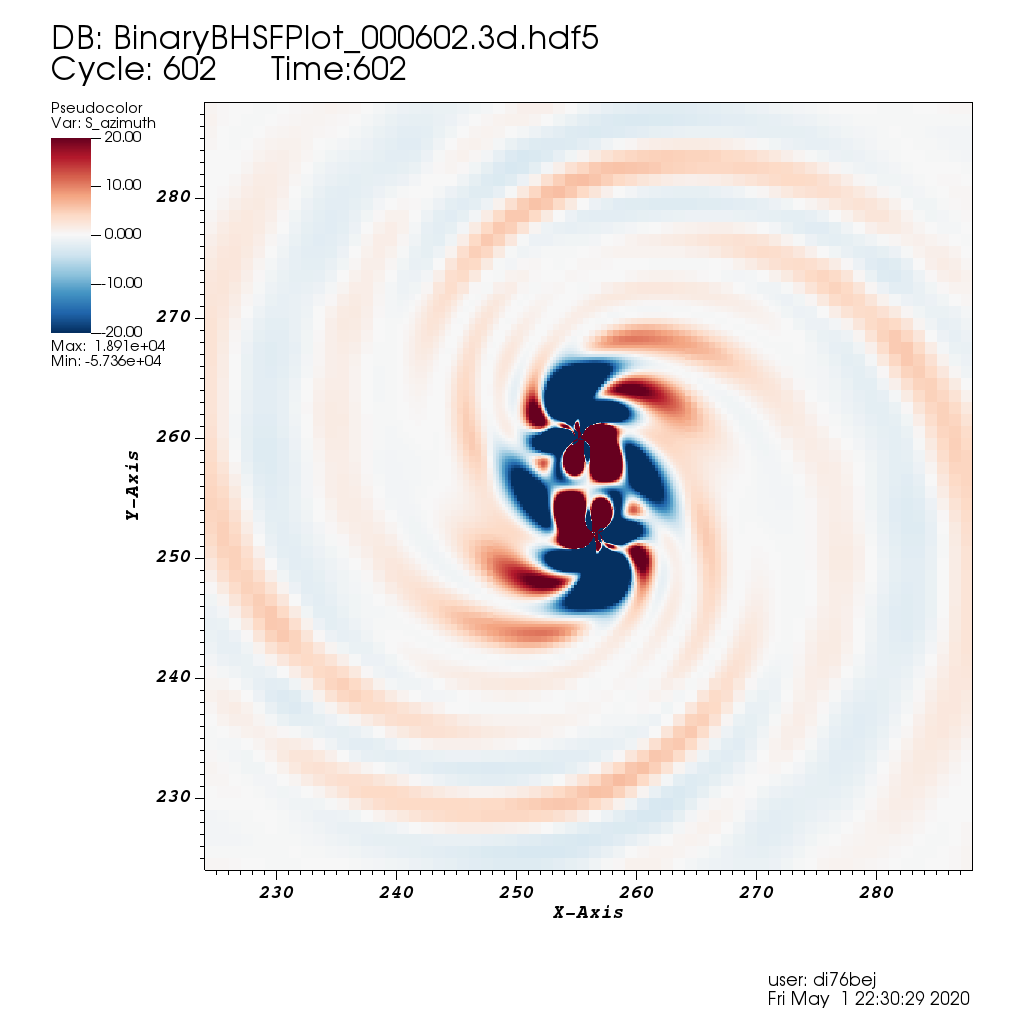 DB: BinaryBHSFPlot_000602.3d.hdf5
Cycle: 602 Time:602
Pseudocolor
Var: S_azimuth
20.00
10.00
0.000
-10.00
-20.00
Max: 1.891e+04
Min: -5.736e+04
280
270
260
250
240
230
Y-Axis
230 240 250 260 270 280
X-Axis
user: di76bej
Fri May 1 22:30:29 2020